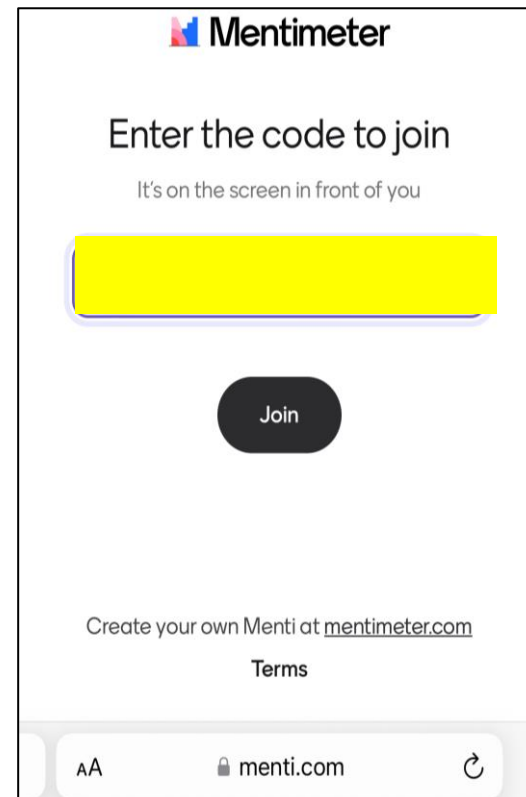 Mentimeter
Enter the code to join
It's on the screen in front of you
Join
Create your own Menti at mentimeter.com
Terms
AA menti.com